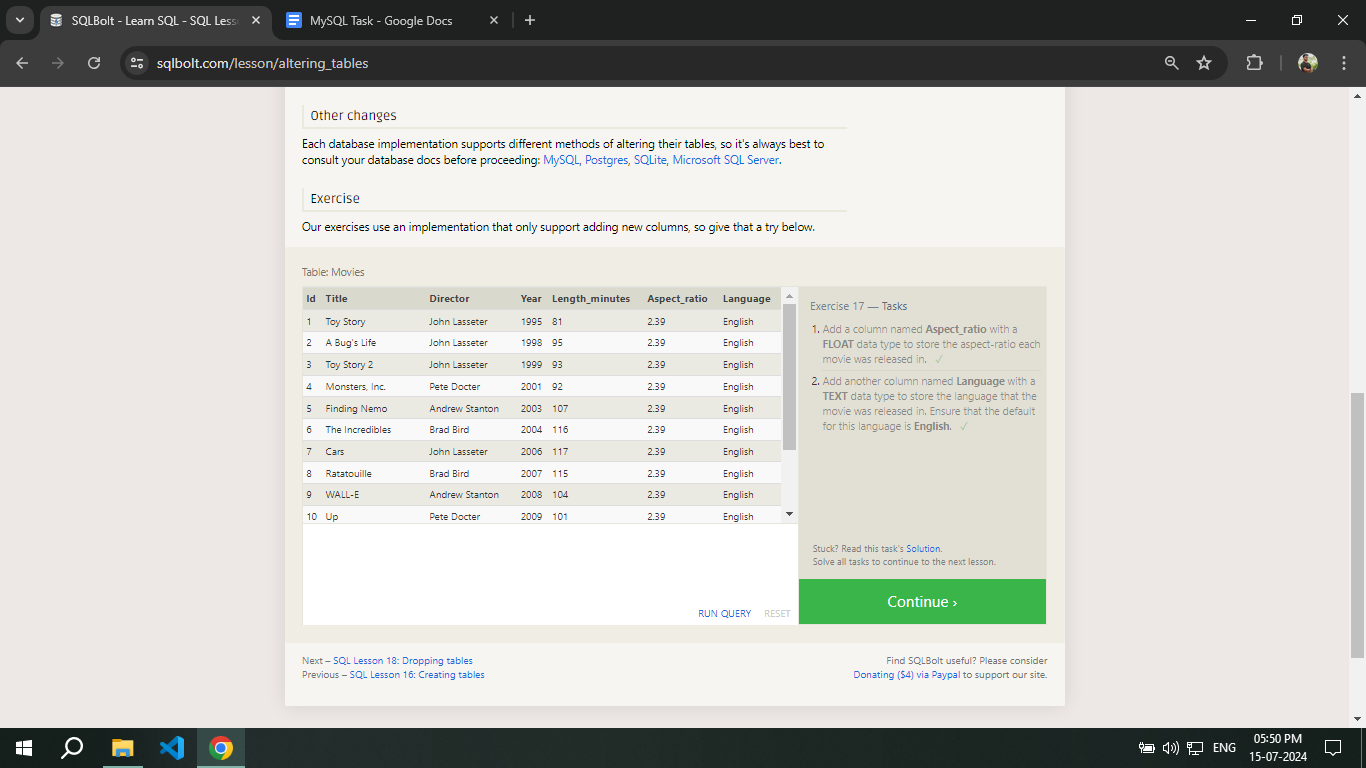 SQLBolt - Learn SQL - SQL Less
MySQL Task - Google Docs
sqlbolt.com/lesson/altering_tables
Other changes
Each database implementation supports different methods of altering their tables, so it's always best to
consult your database docs before proceeding: MySQL, Postgres, SQLite, Microsoft SQL Server.
Exercise
Our exercises use an implementation that only support adding new columns, so give that a try below.
Table: Movies
Id Title Director Year Length_minutes Aspect_ratio Language
1 Toy Story John Lasseter 1995 81 2.39 English
2 A Bug's Life John Lasseter 1998 95 2.39 English
3 Toy Story 2 John Lasseter 1999 93 2.39 English
4 Monsters, Inc. Pete Docter 2001 92 2.39 English
5 Finding Nemo Andrew Stanton 2003 107 2.39 English
6 The Incredibles Brad Bird 2004 116 2.39 English
7 Cars John Lasseter 2006 117 2.39 English
8 Ratatouille Brad Bird 2007 115 2.39 English
9 WALL-E Andrew Stanton 2008 104 2.39 English
10 Up Pete Docter 2009 101 2.39 English
RUN QUERY RESET
Exercise 17 — Tasks
1. Add a column named Aspect_ratio with a
FLOAT data type to store the aspect-ratio each
movie was released in. ✓
2. Add another column named Language with a
TEXT data type to store the language that the
movie was released in. Ensure that the default
for this language is English. ✓
Stuck? Read this task's Solution.
Solve all tasks to continue to the next lesson.
Continue ›
Next – SQL Lesson 18: Dropping tables
Previous – SQL Lesson 16: Creating tables
Find SQLBolt useful? Please consider
Donating ($4) via Paypal to support our site.
ENG
05:50 PM
15-07-2024